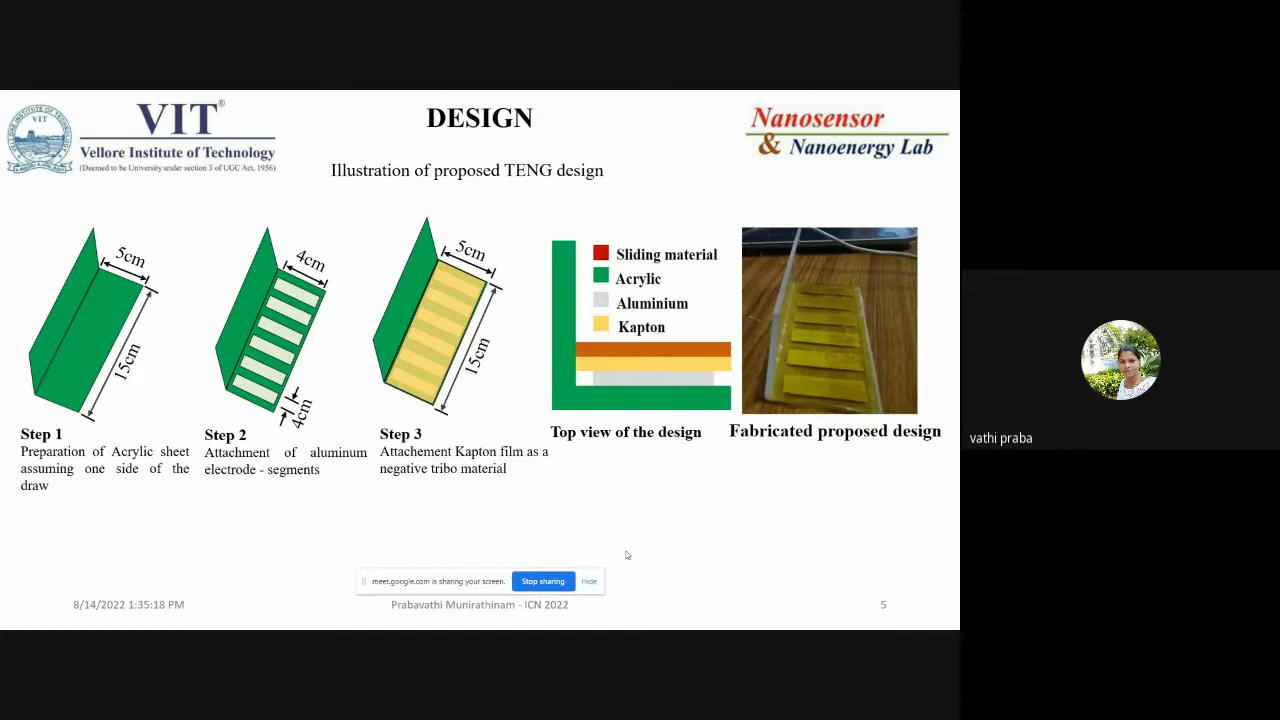 VIT®
Vellore Institute of Technology
(Deemed to be University under section 3 of UGC Act, 1956)
DESIGN
Nanosensor
& Nanoenergy Lab
Illustration of proposed TENG design
5cm
15cm
4cm
4cm
5cm
15cm
Sliding material
Acrylic
Aluminium
Kapton
Step 1
Preparation of Acrylic sheet
assuming one side of the
draw
Step 2
Attachment of aluminum
electrode - segments
Step 3
Attachement Kapton film as a
negative tribo material
Top view of the design
Fabricated proposed design
vathi praba
meet.google.com is sharing your screen.
Stop sharing
Hide
8/14/2022 1:35:18 PM
Prabavathi Munirathinam - ICN 2022
5